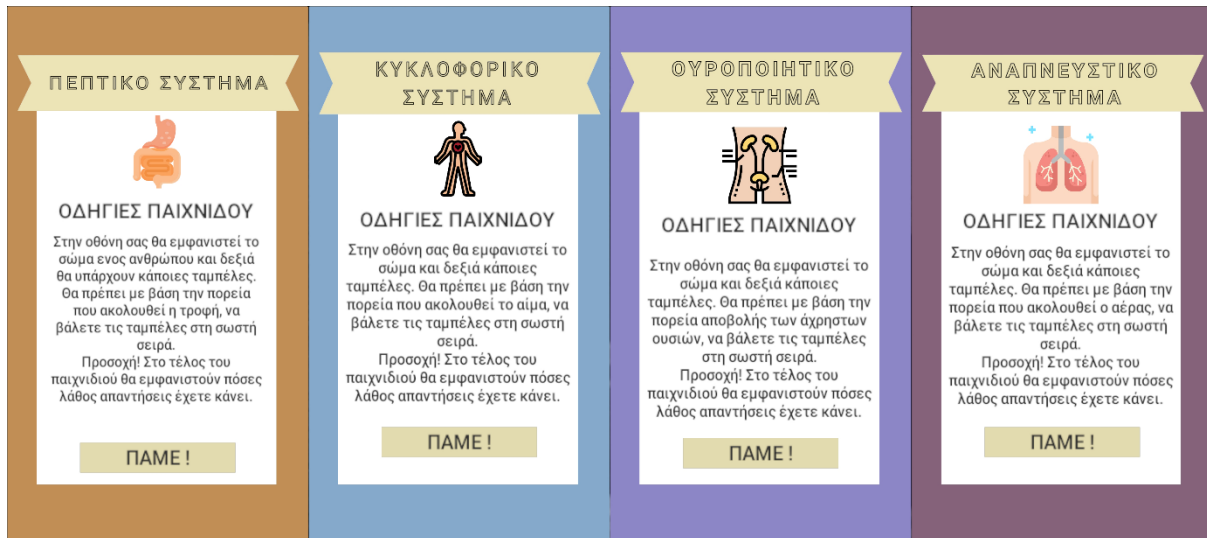 ΠΕΠΤΙΚΟ ΣΥΣΤΗΜΑ
ΟΔΗΓΙΕΣ ΠΑΙΧΝΙΔΟΥ
Στην οθόνη σας θα εμφανιστεί το
σώμα ενος ανθρώπου και δεξιά
θα υπάρχουν κάποιες ταμπέλες.
Θα πρέπει με βάση την πορεία
που ακολουθεί η τροφή, να
βάλετε τις ταμπέλες στη σωστή
σειρά.
Προσοχή! Στο τέλος του
παιχνιδιού θα εμφανιστούν πόσες
λάθος απαντήσεις έχετε κάνει.
ΠΑΜΕ !
ΚΥΚΛΟΦΟΡΙΚΟ
ΣΥΣΤΗΜΑ
ΟΔΗΓΙΕΣ ΠΑΙΧΝΙΔΟΥ
Στην οθόνη σας θα εμφανιστεί το
σώμα και δεξιά κάποιες
ταμπέλες. Θα πρέπει με βάση την
πορεία που ακολουθεί το αίμα, να
βάλετε τις ταμπέλες στη σωστή
σειρά.
Προσοχή! Στο τέλος του
παιχνιδιού θα εμφανιστούν πόσες
λάθος απαντήσεις έχετε κάνει.
ΠΑΜΕ !
ΟΥΡΟΠΟΙΗΤΙΚΟ
ΣΥΣΤΗΜΑ
ΟΔΗΓΙΕΣ ΠΑΙΧΝΙΔΟΥ
Στην οθόνη σας θα εμφανιστεί το
σώμα και δεξιά κάποιες
ταμπέλες. Θα πρέπει με βάση την
πορεία αποβολής των άχρηστων
ουσιών, να βάλετε τις ταμπέλες
στη σωστή σειρά.
Προσοχή! Στο τέλος του
παιχνιδιού θα εμφανιστούν πόσες
λάθος απαντήσεις έχετε κάνει.
ΠΑΜΕ !
ΑΝΑΠΝΕΥΣΤΙΚΟ
ΣΥΣΤΗΜΑ
ΟΔΗΓΙΕΣ ΠΑΙΧΝΙΔΟΥ
Στην οθόνη σας θα εμφανιστεί το
σώμα και δεξιά κάποιες
ταμπέλες. Θα πρέπει με βάση την
πορεία που ακολουθεί ο αέρας, να
βάλετε τις ταμπέλες στη σωστή
σειρά.
Προσοχή! Στο τέλος του
παιχνιδιού θα εμφανιστούν πόσες
λάθος απαντήσεις έχετε κάνει.
ΠΑΜΕ !